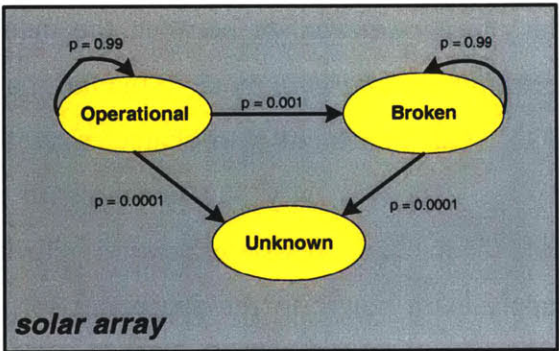 p = 0.99
p = 0.99
Operational
p = 0.001
Broken
p = 0.0001
p = 0.0001
Unknown
solar array